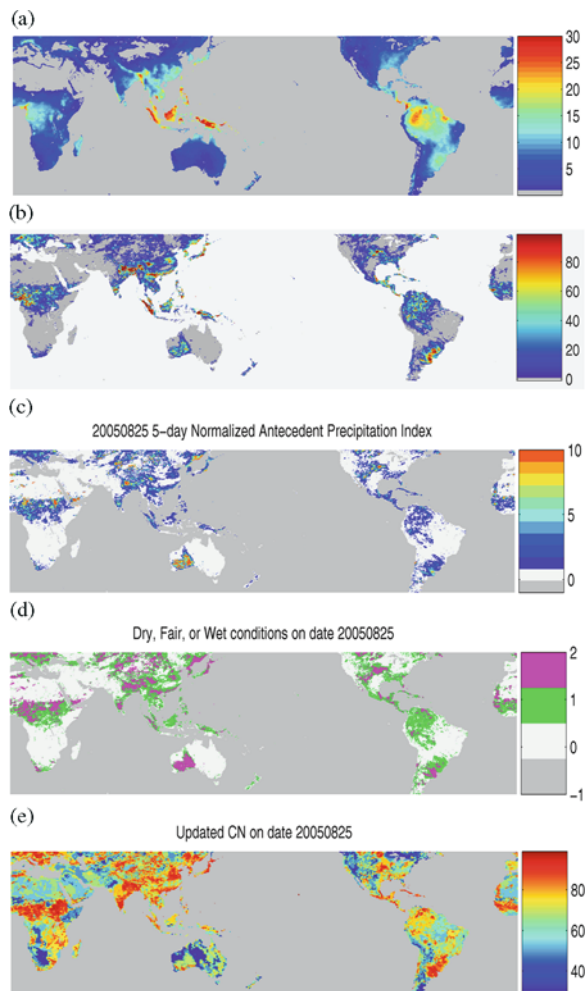 (a)
30
25
20
15
10
5
(b)
80
60
40
20
0
(c)
20050825 5-day Normalized Antecedent Precipitation Index
10
5
0
(d)
Dry, Fair, or Wet conditions on date 20050825
2
1
0
-1
(e)
Updated CN on date 20050825
80
60
40